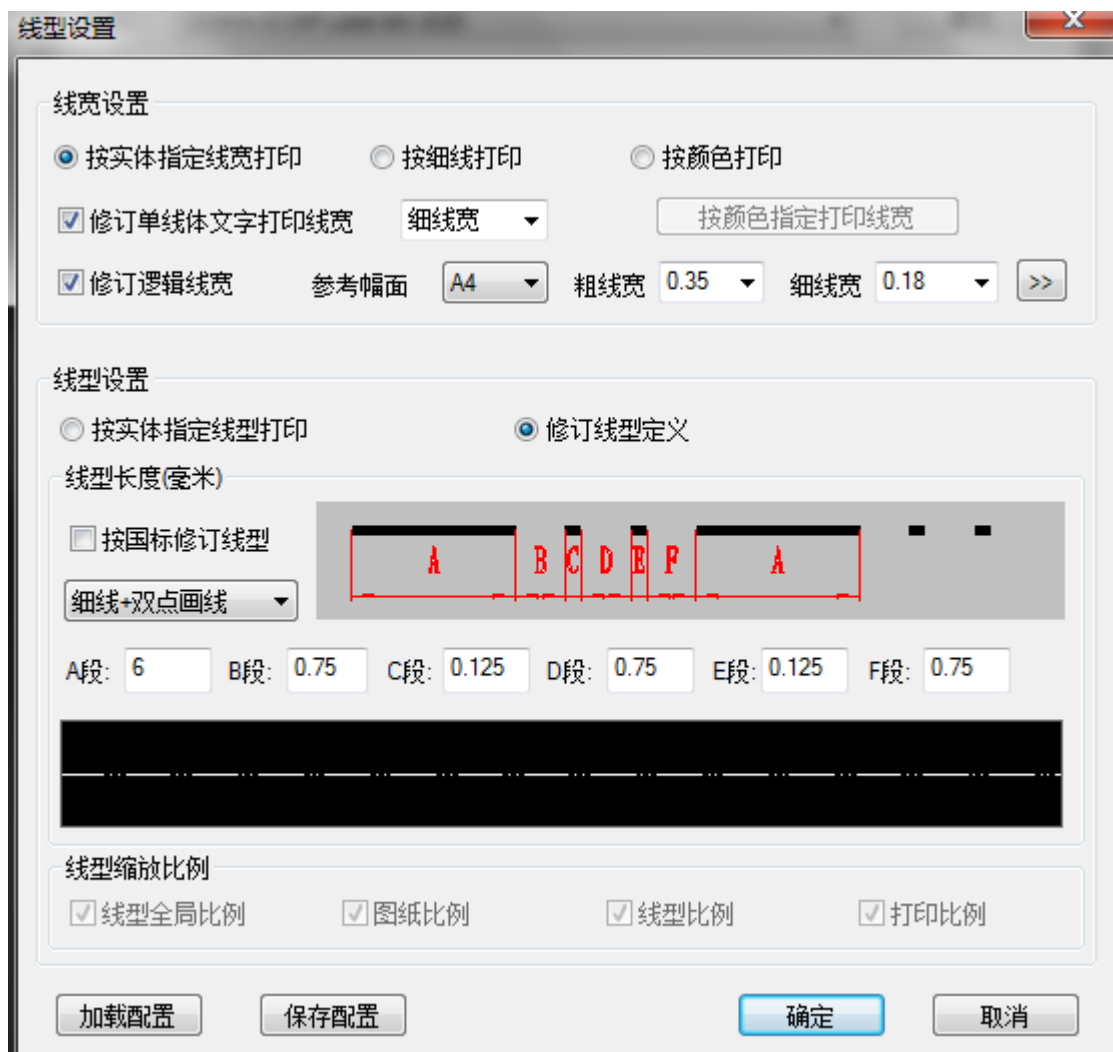 线型设置
线宽设置
按实体指定线宽打印 按细线打印 按颜色打印
修订单线体文字打印线宽 细线宽 按颜色指定打印线宽
修订逻辑线宽 参考幅面 A4 粗线宽 0.35 细线宽 0.18 >>
线型设置
按实体指定线型打印 修订线型定义
线型长度(毫米)
按国标修订线型
A B C D E F A
细线+双点画线
A段: 6 B段: 0.75 C段: 0.125 D段: 0.75 E段: 0.125 F段: 0.75
线型缩放比例
线型全局比例 图纸比例 线型比例 打印比例
加载配置 保存配置 确定 取消